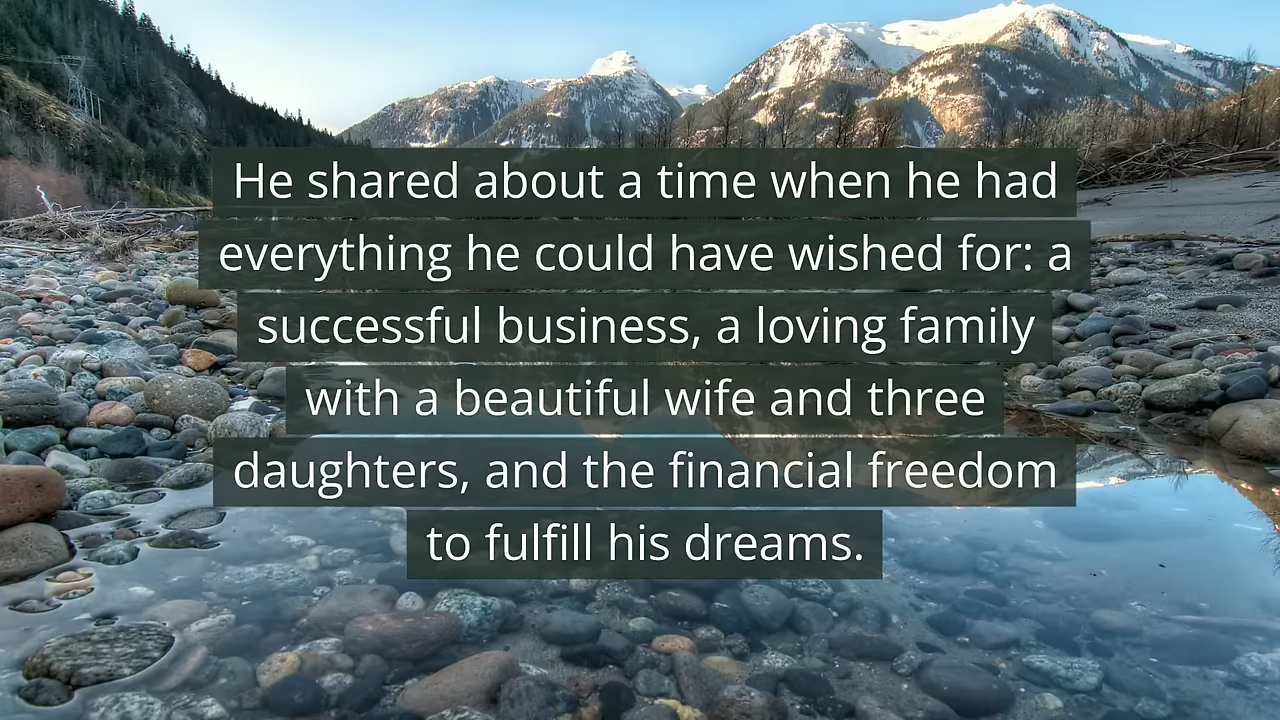 He shared about a time when he had
everything he could have wished for: a
successful business, a loving family
with a beautiful wife and three
daughters, and the financial freedom
to fulfill his dreams.